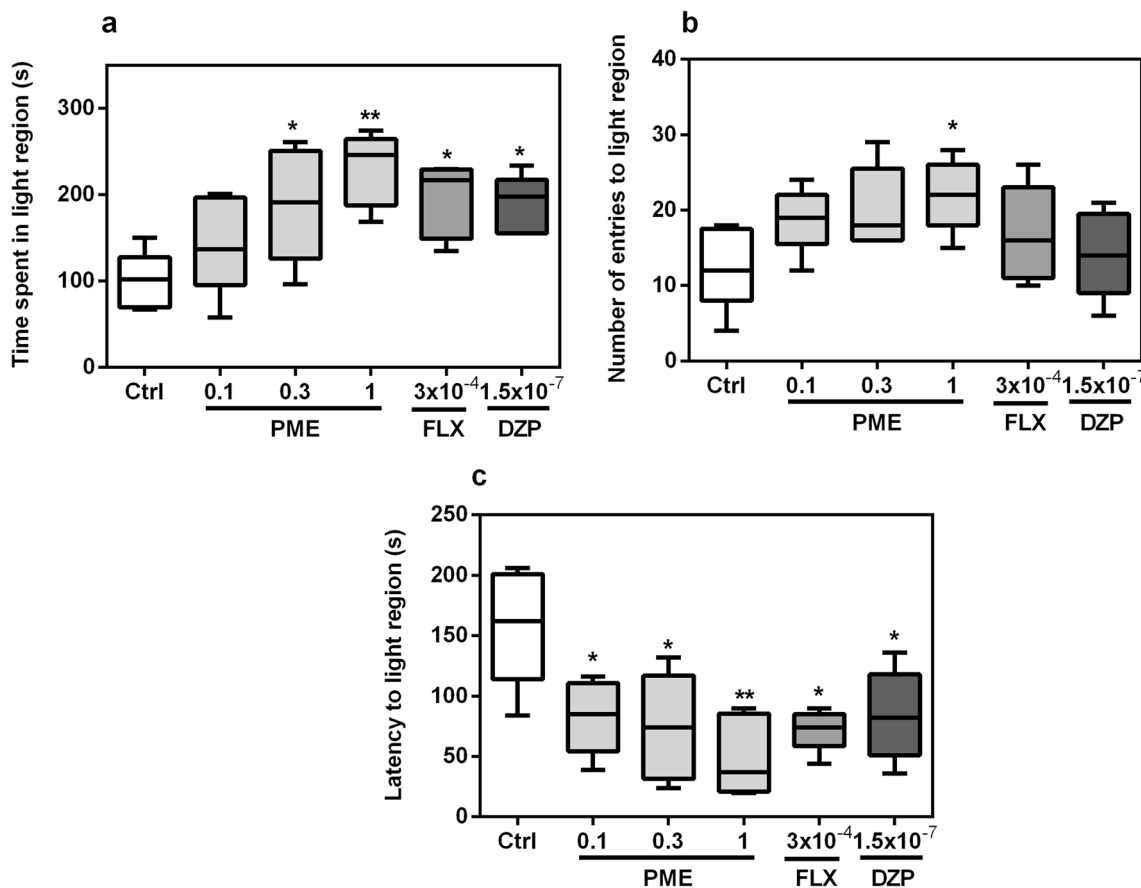 a
Time spent in light region (s)
300
200
100
0
*
**
*
*
Ctrl 0.1 0.3 1 3x10⁻⁴ 1.5x10⁻⁷
PME FLX DZP
b
Number of entries to light region
40
30
20
10
0
*
Ctrl 0.1 0.3 1 3x10⁻⁴ 1.5x10⁻⁷
PME FLX DZP
c
Latency to light region (s)
250
200
150
100
50
0
*
*
**
*
*
Ctrl 0.1 0.3 1 3x10⁻⁴ 1.5x10⁻⁷
PME FLX DZP